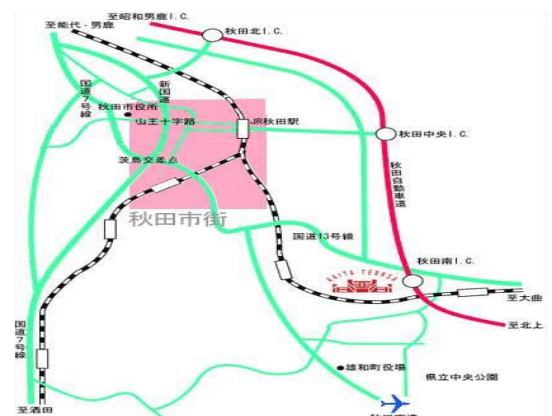 至昭和男鹿I.C.
至能代・男鹿
秋田北I.C.
国道7号線
新国道
秋田市役所
山王十字路
JR秋田駅
秋田中央I.C.
茨島交差点
秋田自動車道
秋田市街
国道13号線
秋田南I.C.
AKITA TERRSA
至大曲
国道7号線
至北上
雄和町役場
県立中央公園
至酒田
秋田空港